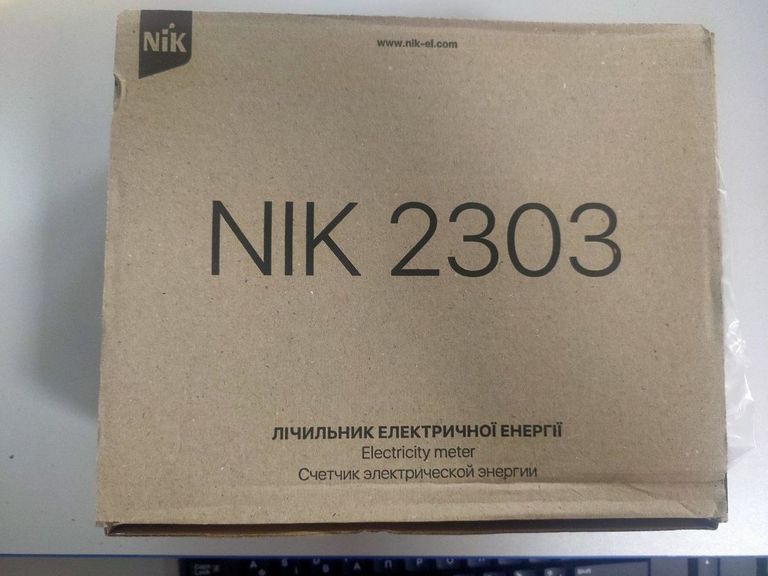 NiK
www.nik-el.com
NIK 2303
ЛІЧИЛЬНИК ЕЛЕКТРИЧНОЇ ЕНЕРГІЇ
Electricity meter
Счетчик электрической энергии